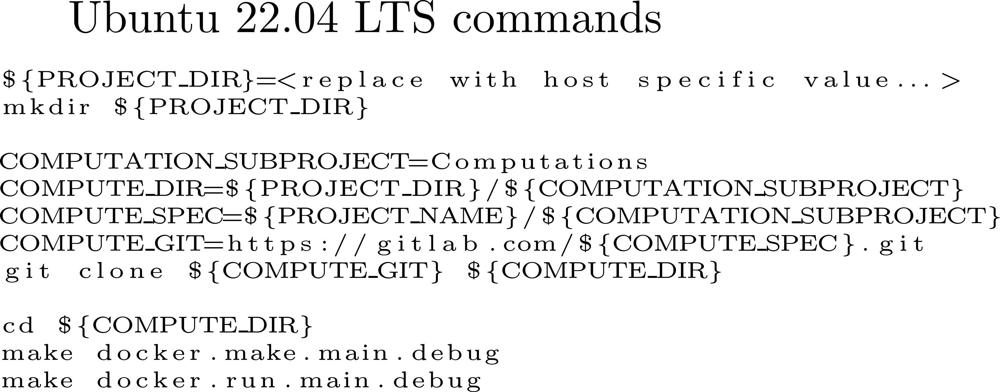 Ubuntu 22.04 LTS commands
${PROJECT_DIR}=<replace with host specific value...>
mkdir ${PROJECT_DIR}
COMPUTATION_SUBPROJECT=Computations
COMPUTE_DIR=${PROJECT_DIR}/${COMPUTATION_SUBPROJECT}
COMPUTE_SPEC=${PROJECT_NAME}/${COMPUTATION_SUBPROJECT}
COMPUTE_GIT=https://gitlab.com/${COMPUTE_SPEC}.git
git clone ${COMPUTE_GIT} ${COMPUTE_DIR}
cd ${COMPUTE_DIR}
make docker.make.main.debug
make docker.run.main.debug